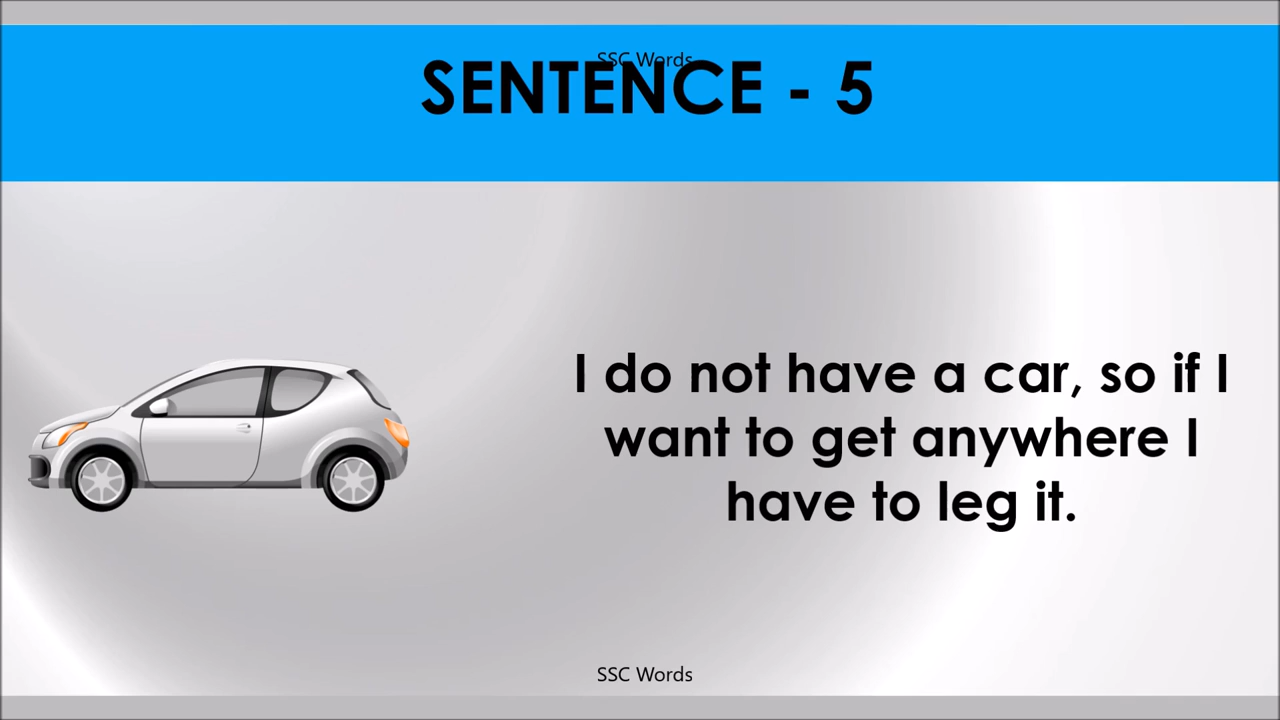 SSC Words
SENTENCE - 5
I do not have a car, so if I
want to get anywhere I
have to leg it.
SSC Words